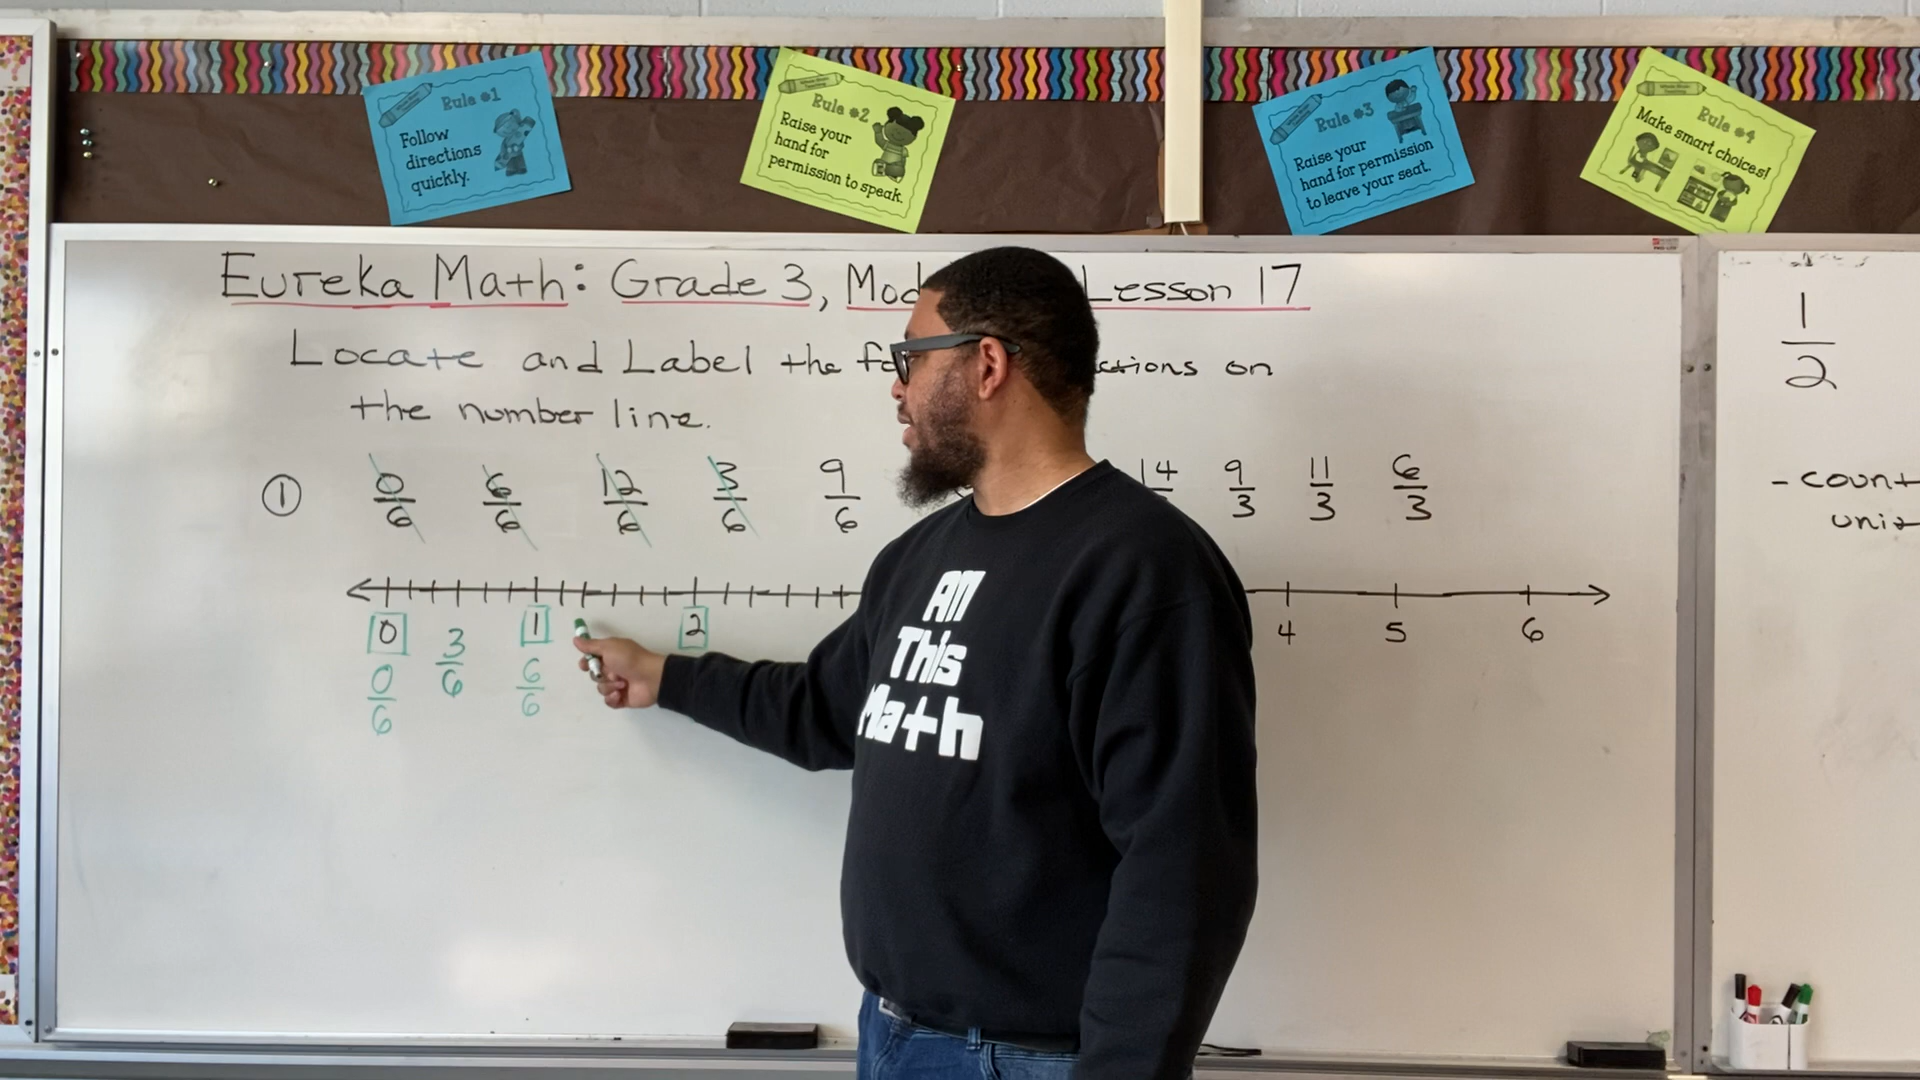 Rule #1
Follow
directions
quickly.
Rule #2
Raise your
hand for
permission to speak.
Rule #3
Raise your
hand for permission
to leave your seat.
Rule #4
Make smart choices!
Eureka Math: Grade 3, Mod Lesson 17
Locate and Label the fo ctions on
the number line.
① 0/6 6/6 12/6 3/6 9/6 14 9/3 11/3 6/3
0 1 2 4 5 6
0/6 3/6 6/6
AM
This
Math
1/2
- count
unit